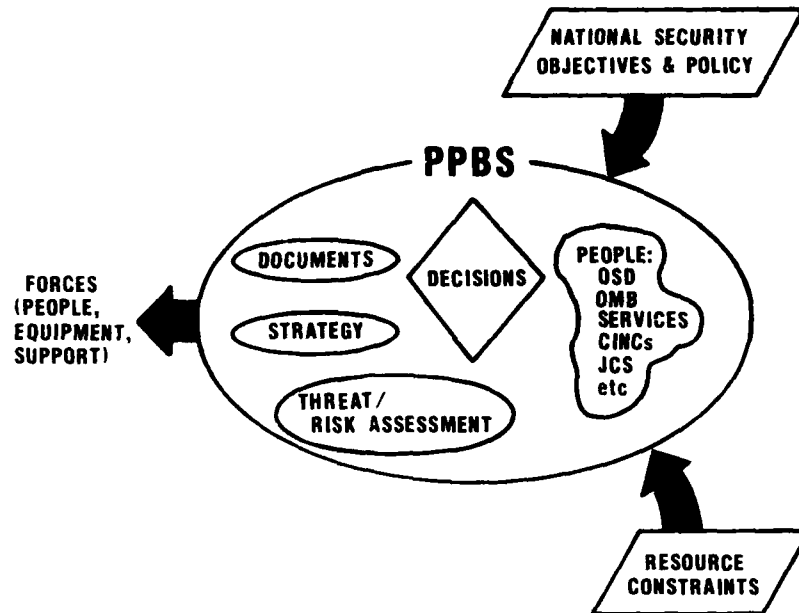 NATIONAL SECURITY
OBJECTIVES & POLICY
PPBS
DOCUMENTS
STRATEGY
THREAT/
RISK ASSESSMENT
DECISIONS
PEOPLE:
OSD
OMB
SERVICES
CINCs
JCS
etc
FORCES
(PEOPLE,
EQUIPMENT,
SUPPORT)
RESOURCE
CONSTRAINTS